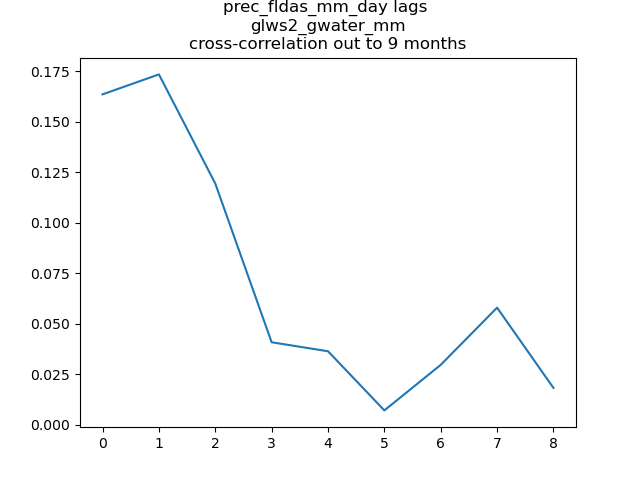 prec_fldas_mm_day lags
glws2_gwater_mm
cross-correlation out to 9 months
0.175
0.150
0.125
0.100
0.075
0.050
0.025
0.000
0 1 2 3 4 5 6 7 8